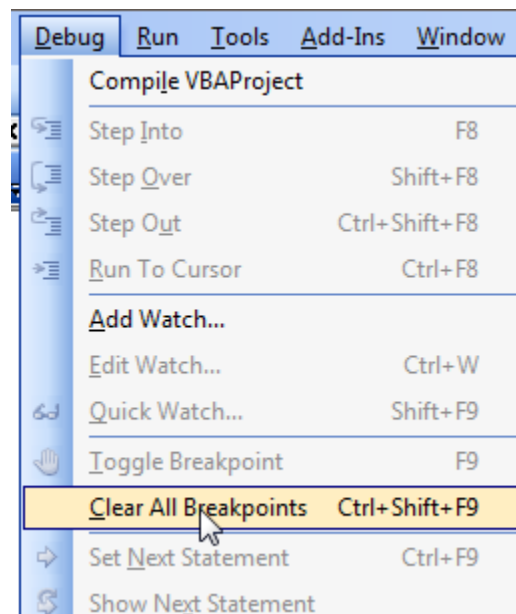 Debug Run Tools Add-Ins Window
Compile VBAProject
Step Into F8
Step Over Shift+F8
Step Out Ctrl+Shift+F8
Run To Cursor Ctrl+F8
Add Watch...
Edit Watch... Ctrl+W
Quick Watch... Shift+F9
Toggle Breakpoint F9
Clear All Breakpoints Ctrl+Shift+F9
Set Next Statement Ctrl+F9
Show Next Statement